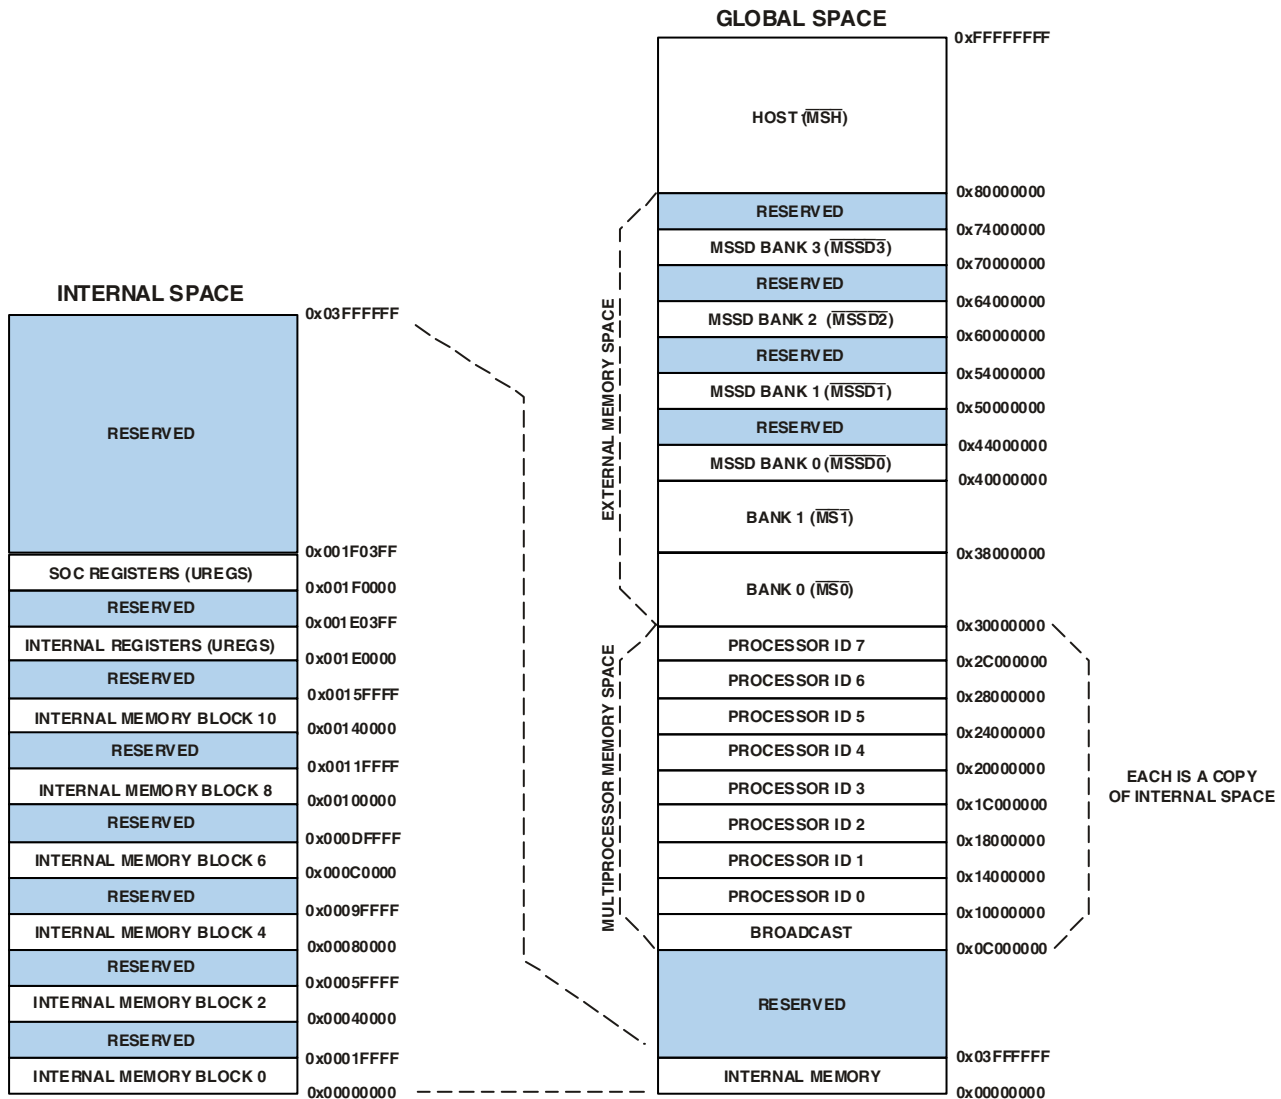 GLOBAL SPACE
0xFFFFFFFF
HOST (MSH)
0x80000000
RESERVED
0x74000000
MSSD BANK 3 (MSSD3)
0x70000000
RESERVED
0x64000000
MSSD BANK 2 (MSSD2)
0x60000000
RESERVED
0x54000000
MSSD BANK 1 (MSSD1)
0x50000000
RESERVED
0x44000000
MSSD BANK 0 (MSSD0)
0x40000000
BANK 1 (MS1)
0x38000000
BANK 0 (MS0)
0x30000000
PROCESSOR ID 7
0x2C000000
PROCESSOR ID 6
0x28000000
PROCESSOR ID 5
0x24000000
PROCESSOR ID 4
0x20000000
PROCESSOR ID 3
0x1C000000
PROCESSOR ID 2
0x18000000
PROCESSOR ID 1
0x14000000
PROCESSOR ID 0
0x10000000
BROADCAST
0x0C000000
RESERVED
0x03FFFFFF
INTERNAL MEMORY
0x00000000
EXTERNAL MEMORY SPACE
MULTIPROCESSOR MEMORY SPACE
EACH IS A COPY
OF INTERNAL SPACE
INTERNAL SPACE
0x03FFFFFF
RESERVED
0x001F03FF
SOC REGISTERS (UREGS)
0x001F0000
RESERVED
0x001E03FF
INTERNAL REGISTERS (UREGS)
0x001E0000
RESERVED
0x0015FFFF
INTERNAL MEMORY BLOCK 10
0x00140000
RESERVED
0x0011FFFF
INTERNAL MEMORY BLOCK 8
0x00100000
RESERVED
0x000DFFFF
INTERNAL MEMORY BLOCK 6
0x000C0000
RESERVED
0x0009FFFF
INTERNAL MEMORY BLOCK 4
0x00080000
RESERVED
0x0005FFFF
INTERNAL MEMORY BLOCK 2
0x00040000
RESERVED
0x0001FFFF
INTERNAL MEMORY BLOCK 0
0x00000000